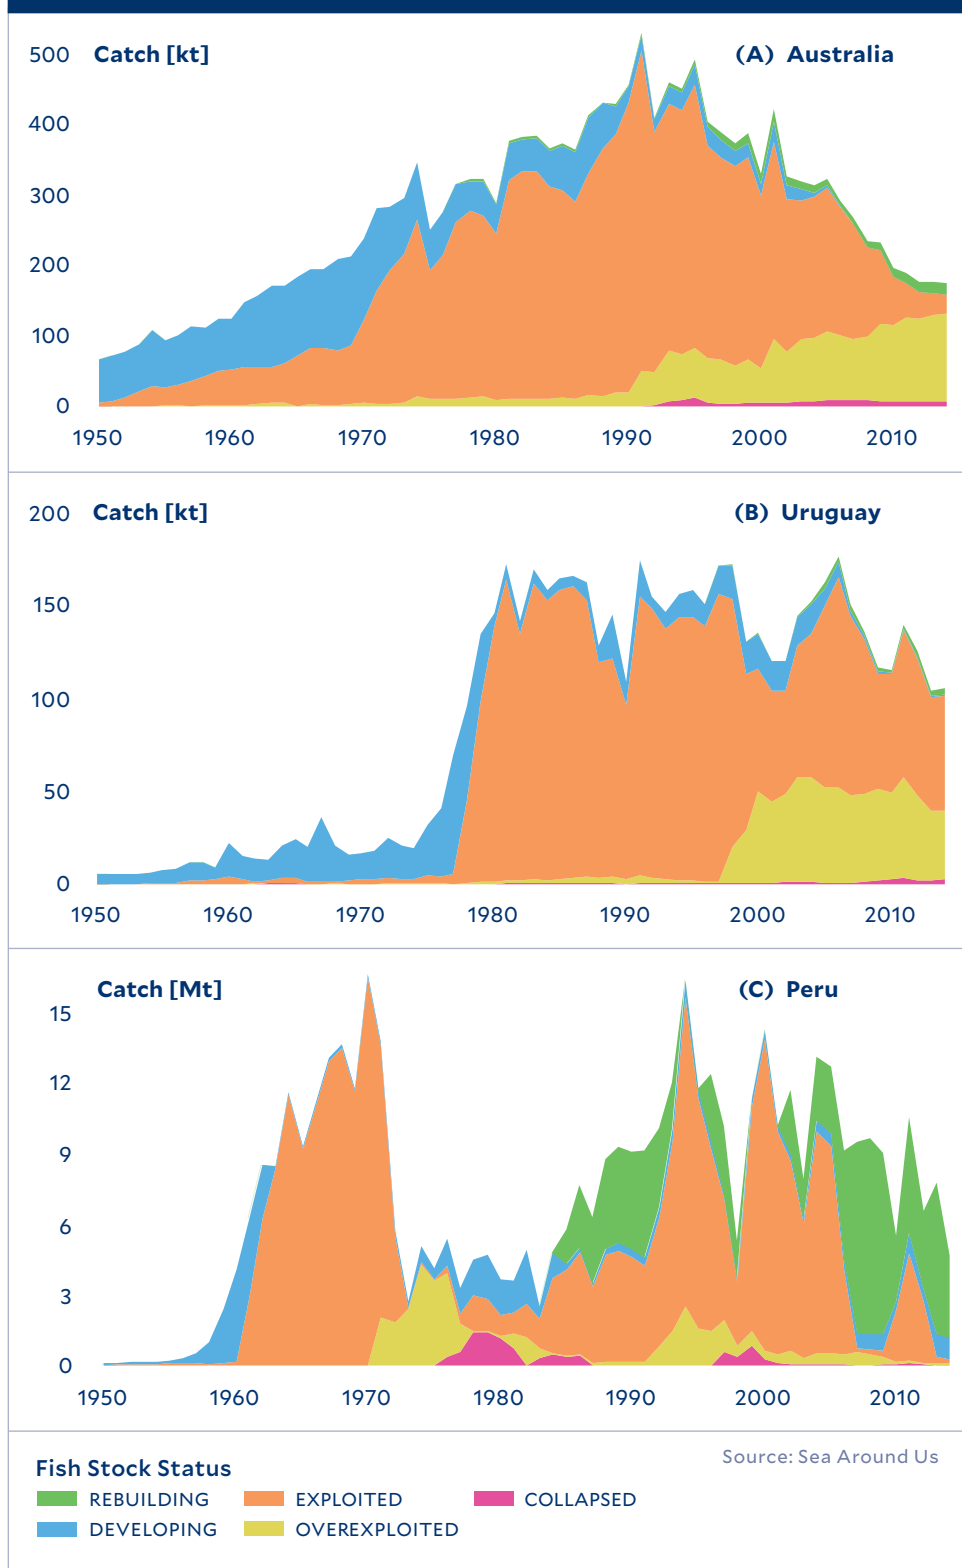 Catch [kt]
(A) Australia
500
400
300
200
100
0
1950 1960 1970 1980 1990 2000 2010
Catch [kt]
(B) Uruguay
200
150
100
50
0
1950 1960 1970 1980 1990 2000 2010
Catch [Mt]
(C) Peru
15
12
9
6
3
0
1950 1960 1970 1980 1990 2000 2010
Source: Sea Around Us
Fish Stock Status
REBUILDING EXPLOITED COLLAPSED
DEVELOPING OVEREXPLOITED